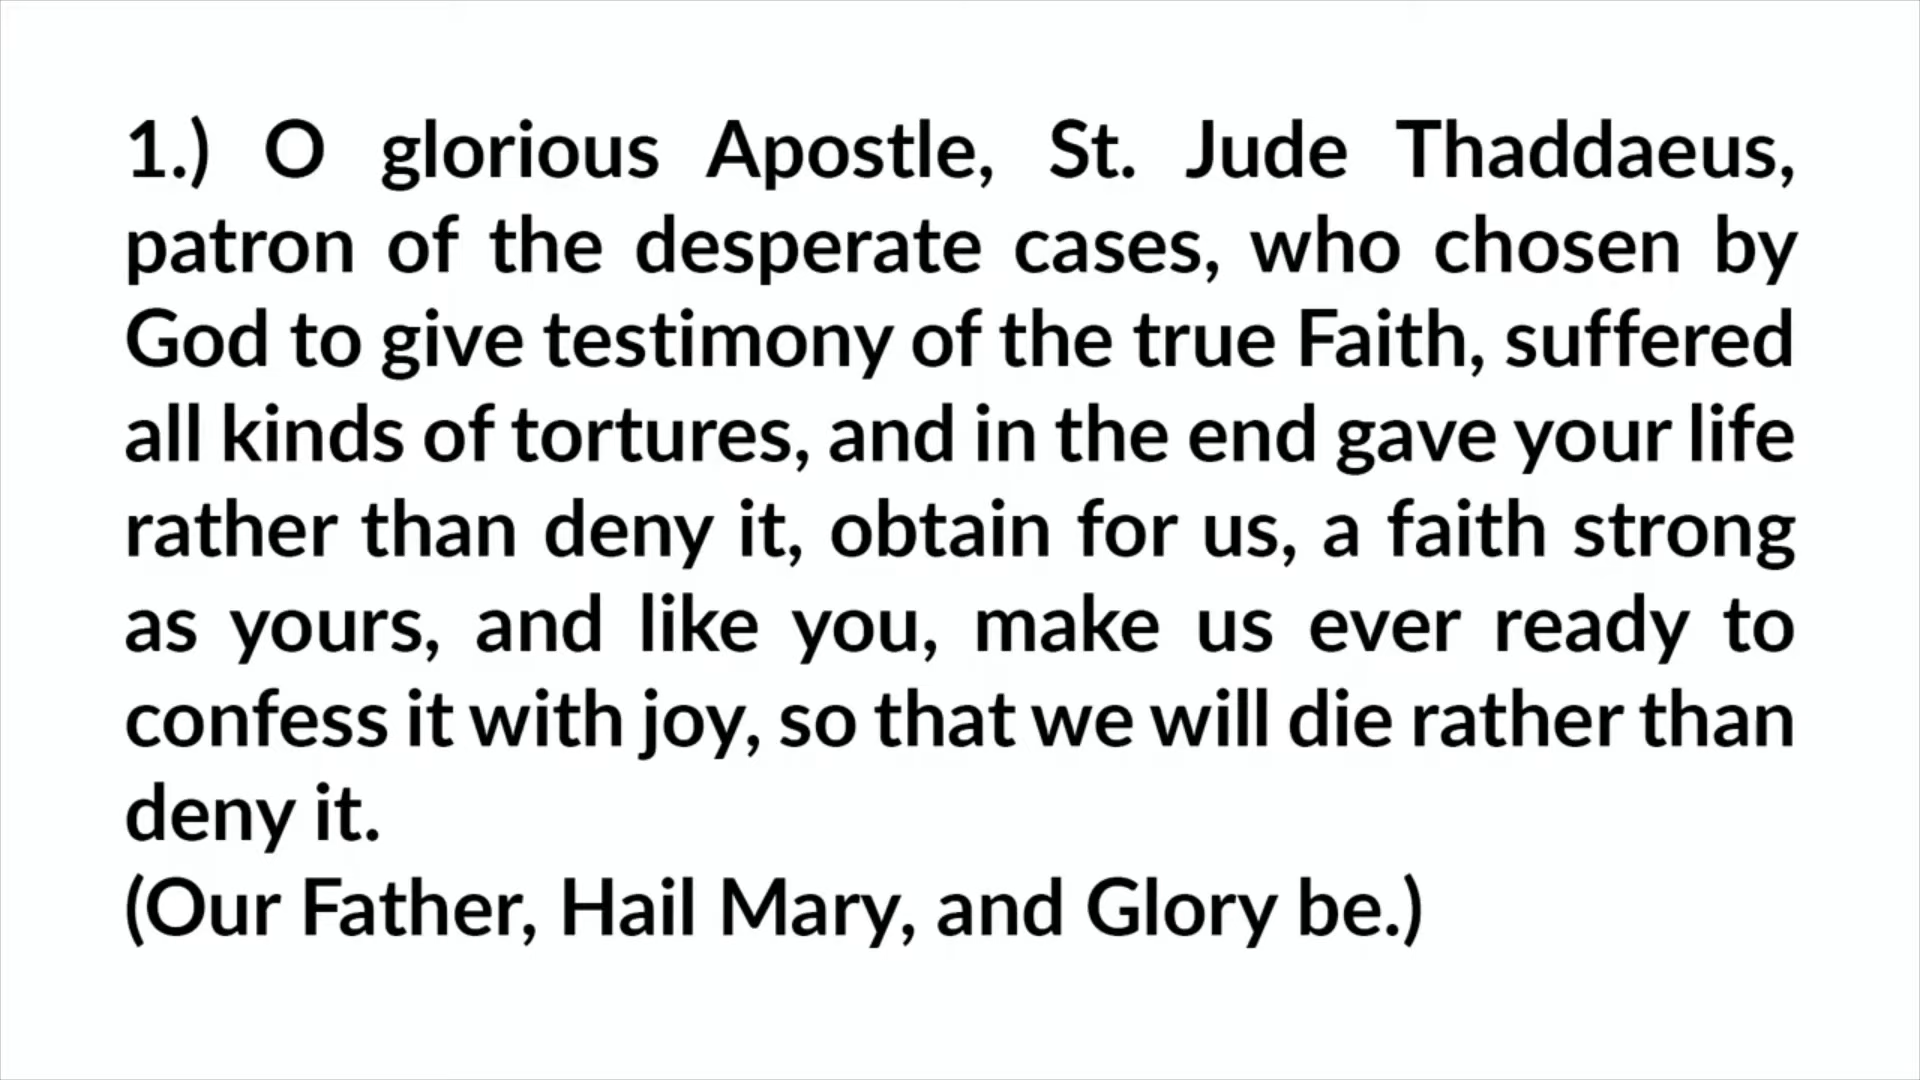 1.) O glorious Apostle, St. Jude Thaddaeus,
patron of the desperate cases, who chosen by
God to give testimony of the true Faith, suffered
all kinds of tortures, and in the end gave your life
rather than deny it, obtain for us, a faith strong
as yours, and like you, make us ever ready to
confess it with joy, so that we will die rather than
deny it.
(Our Father, Hail Mary, and Glory be.)